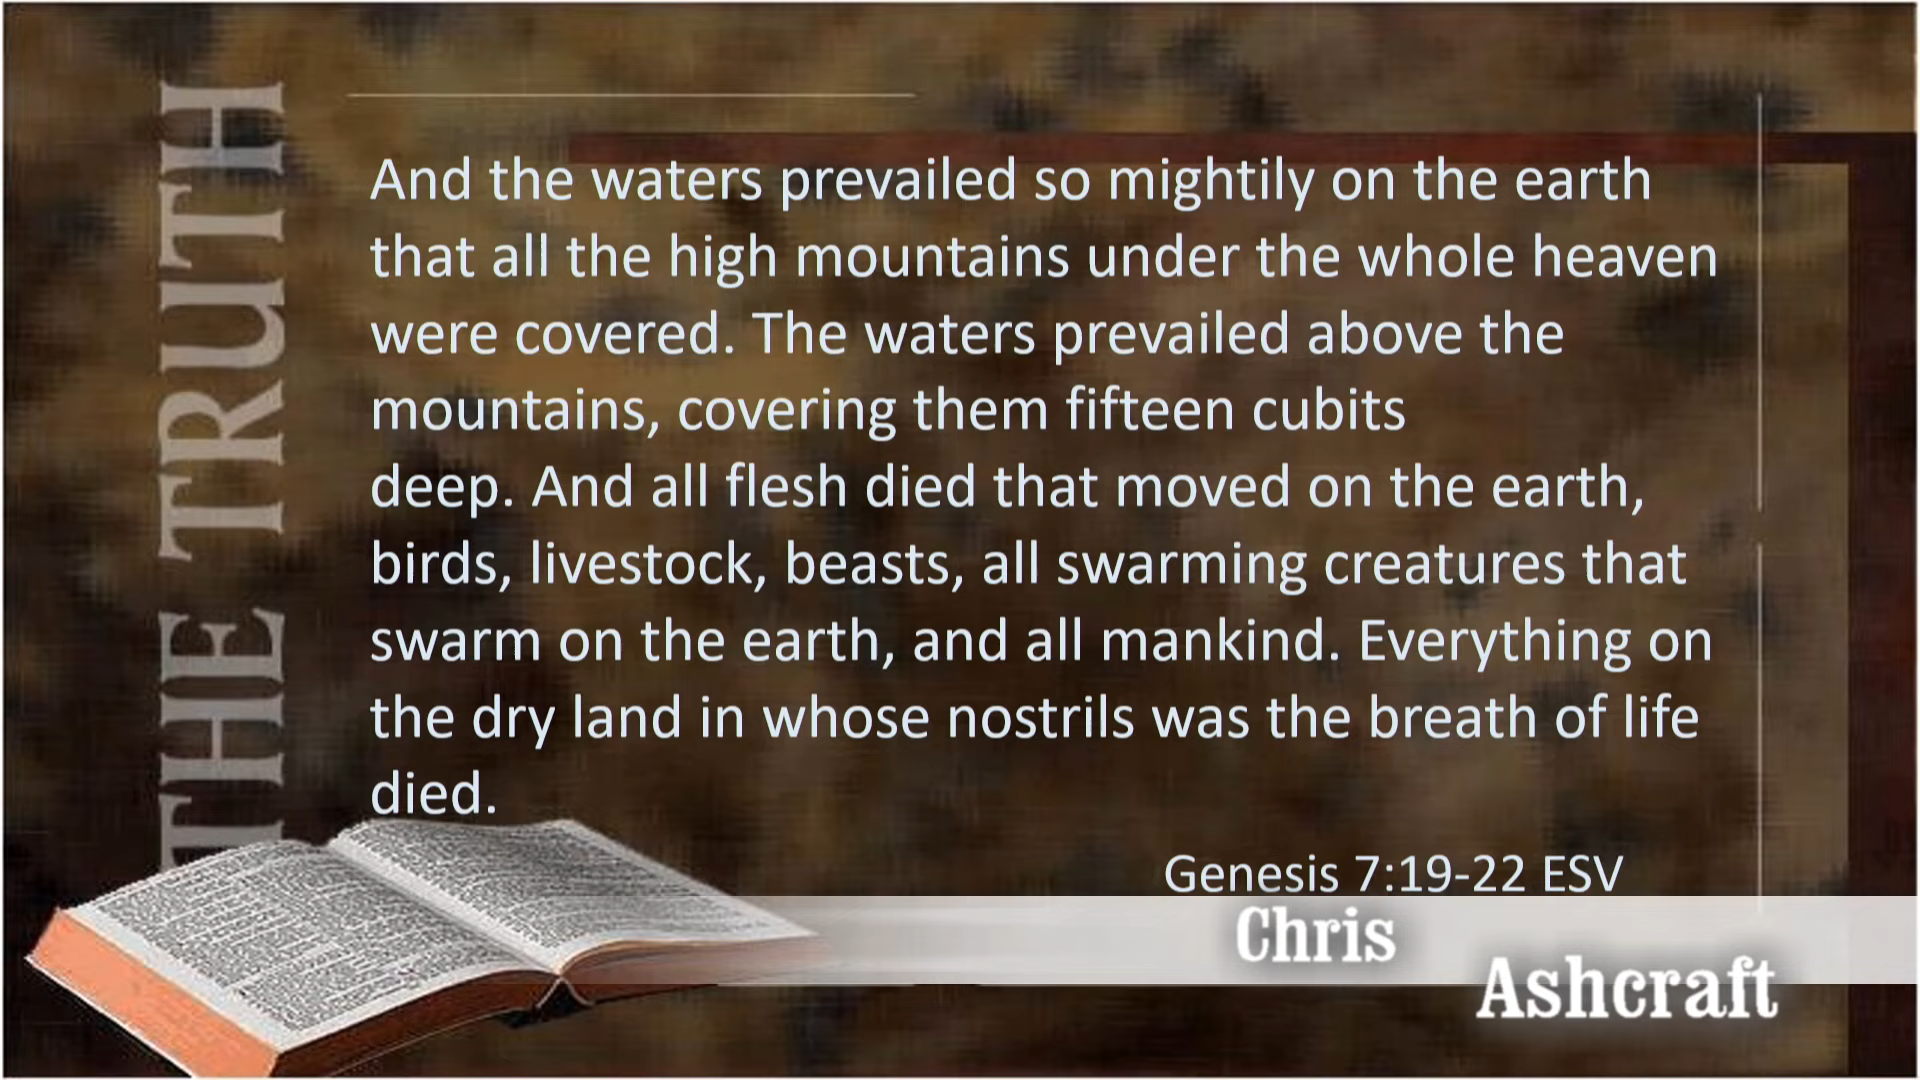 THE TRUTH
And the waters prevailed so mightily on the earth
that all the high mountains under the whole heaven
were covered. The waters prevailed above the
mountains, covering them fifteen cubits
deep. And all flesh died that moved on the earth,
birds, livestock, beasts, all swarming creatures that
swarm on the earth, and all mankind. Everything on
the dry land in whose nostrils was the breath of life
died.
Genesis 7:19-22 ESV
Chris
Ashcraft